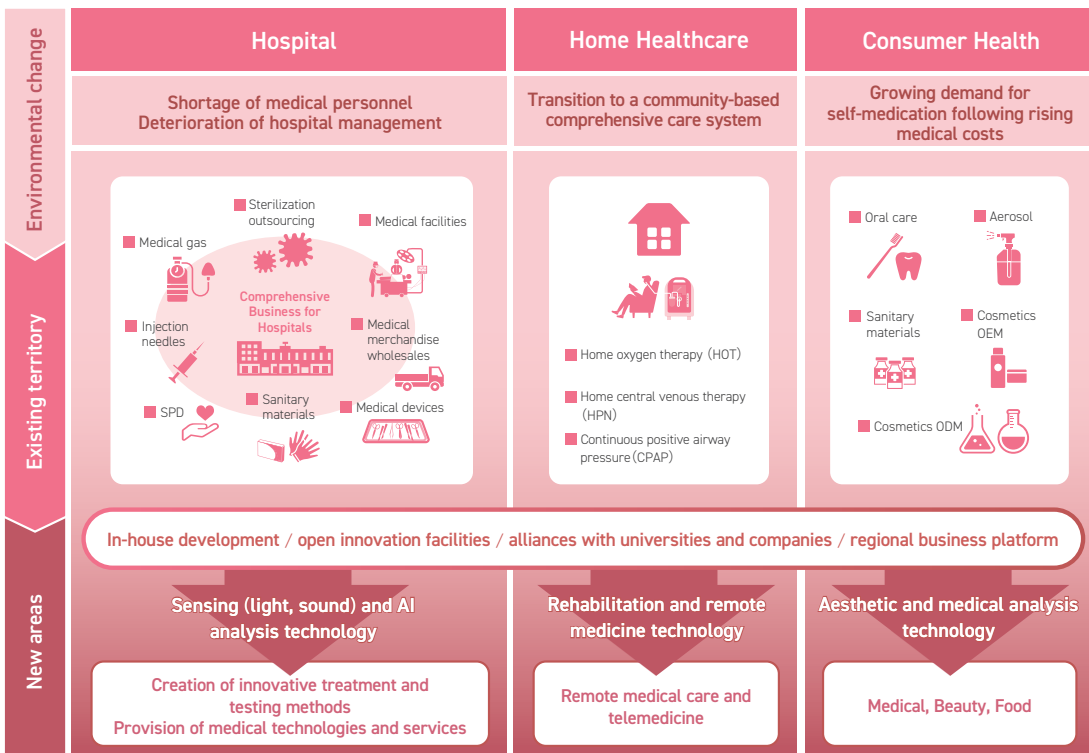 Environmental change
Existing territory
New areas
Hospital
Shortage of medical personnel
Deterioration of hospital management
Sterilization
outsourcing
Medical facilities
Medical gas
Comprehensive
Business for
Hospitals
Injection
needles
Medical
merchandise
wholesales
SPD
Sanitary
materials
Medical devices
Home Healthcare
Transition to a community-based
comprehensive care system
Home oxygen therapy (HOT)
Home central venous therapy
(HPN)
Continuous positive airway
pressure (CPAP)
Consumer Health
Growing demand for
self-medication following rising
medical costs
Oral care
Aerosol
Sanitary
materials
Cosmetics
OEM
Cosmetics ODM
In-house development / open innovation facilities / alliances with universities and companies / regional business platform
Sensing (light, sound) and AI
analysis technology
Creation of innovative treatment and
testing methods
Provision of medical technologies and services
Rehabilitation and remote
medicine technology
Remote medical care and
telemedicine
Aesthetic and medical analysis
technology
Medical, Beauty, Food